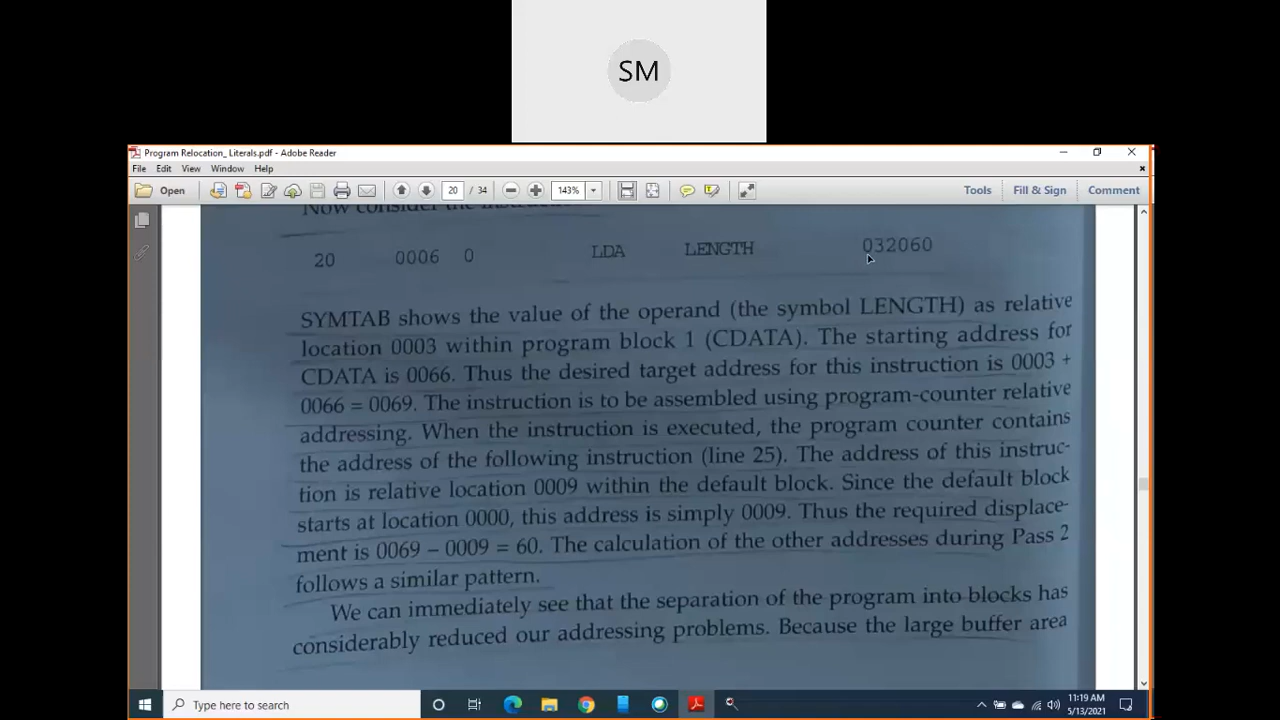 SM
Program Relocation_ Literals.pdf - Adobe Reader
File Edit View Window Help
Open 20 / 34 143% Tools Fill & Sign Comment
Now consider the
20 0006 0 LDA LENGTH 032060
SYMTAB shows the value of the operand (the symbol LENGTH) as relative
location 0003 within program block 1 (CDATA). The starting address for
CDATA is 0066. Thus the desired target address for this instruction is 0003 +
0066 = 0069. The instruction is to be assembled using program-counter relative
addressing. When the instruction is executed, the program counter contains
the address of the following instruction (line 25). The address of this instruc-
tion is relative location 0009 within the default block. Since the default block
starts at location 0000, this address is simply 0009. Thus the required displace-
ment is 0069 – 0009 = 60. The calculation of the other addresses during Pass 2
follows a similar pattern.
We can immediately see that the separation of the program into blocks has
considerably reduced our addressing problems. Because the large buffer area
Type here to search
11:19 AM
5/13/2021